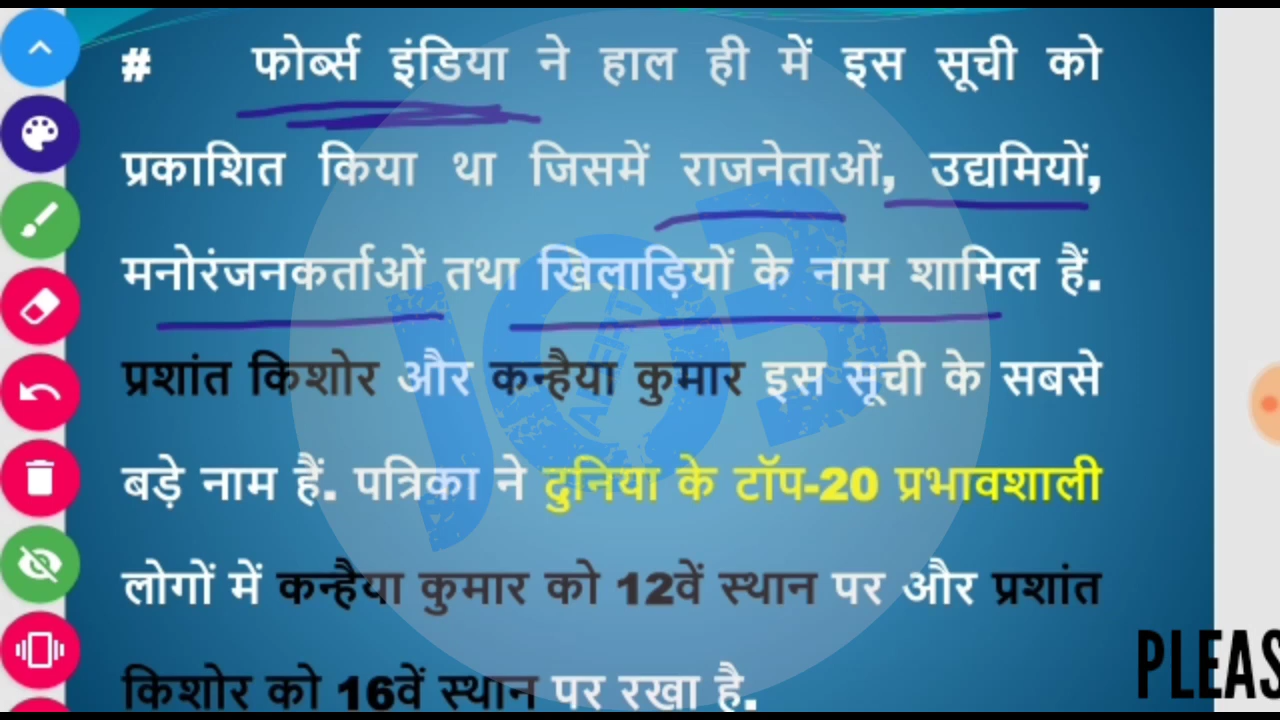 # फोर्ब्स इंडिया ने हाल ही में इस सूची को
प्रकाशित किया था जिसमें राजनेताओं, उद्यमियों,
मनोरंजनकर्ताओं तथा खिलाड़ियों के नाम शामिल हैं.
प्रशांत किशोर और कन्हैया कुमार इस सूची के सबसे
बड़े नाम हैं. पत्रिका ने दुनिया के टॉप-20 प्रभावशाली
लोगों में कन्हैया कुमार को 12वें स्थान पर और प्रशांत
किशोर को 16वें स्थान पर रखा है.
PLEAS